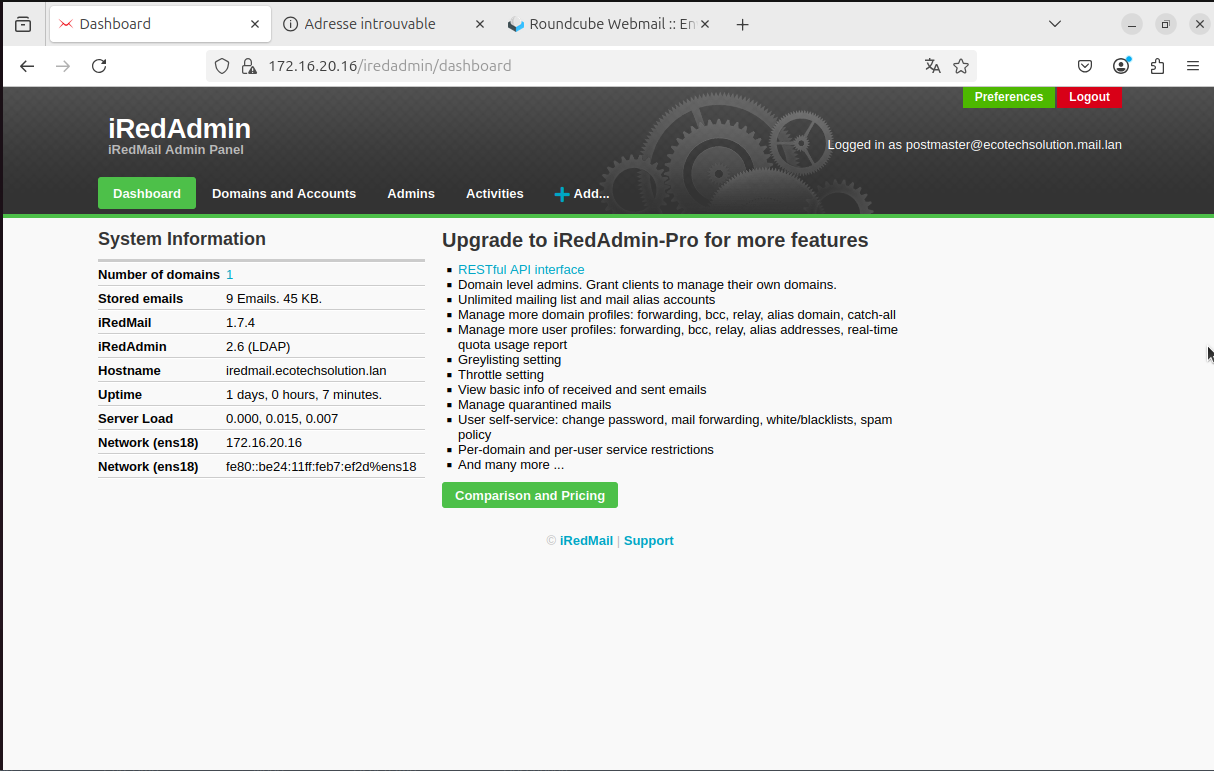 Dashboard
Adresse introuvable
Roundcube Webmail :: En
172.16.20.16/iredadmin/dashboard
Preferences
Logout
iRedAdmin
iRedMail Admin Panel
Logged in as postmaster@ecotechsolution.mail.lan
Dashboard
Domains and Accounts
Admins
Activities
Add...
System Information
Number of domains 1
Stored emails 9 Emails. 45 KB.
iRedMail 1.7.4
iRedAdmin 2.6 (LDAP)
Hostname iredmail.ecotechsolution.lan
Uptime 1 days, 0 hours, 7 minutes.
Server Load 0.000, 0.015, 0.007
Network (ens18) 172.16.20.16
Network (ens18) fe80::be24:11ff:feb7:ef2d%ens18
Upgrade to iRedAdmin-Pro for more features
RESTful API interface
Domain level admins. Grant clients to manage their own domains.
Unlimited mailing list and mail alias accounts
Manage more domain profiles: forwarding, bcc, relay, alias domain, catch-all
Manage more user profiles: forwarding, bcc, relay, alias addresses, real-time
quota usage report
Greylisting setting
Throttle setting
View basic info of received and sent emails
Manage quarantined mails
User self-service: change password, mail forwarding, white/blacklists, spam
policy
Per-domain and per-user service restrictions
And many more ...
Comparison and Pricing
© iRedMail | Support